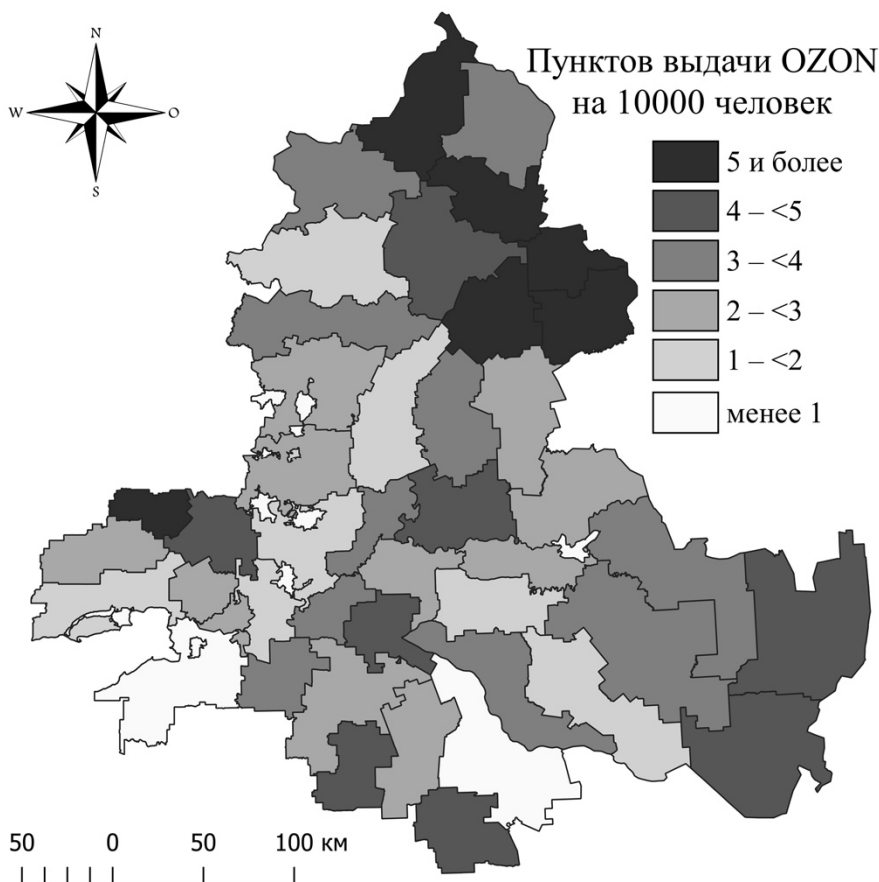 N
W
O
S
Пунктов выдачи OZON
на 10000 человек
5 и более
4 – <5
3 – <4
2 – <3
1 – <2
менее 1
50 0 50 100 км